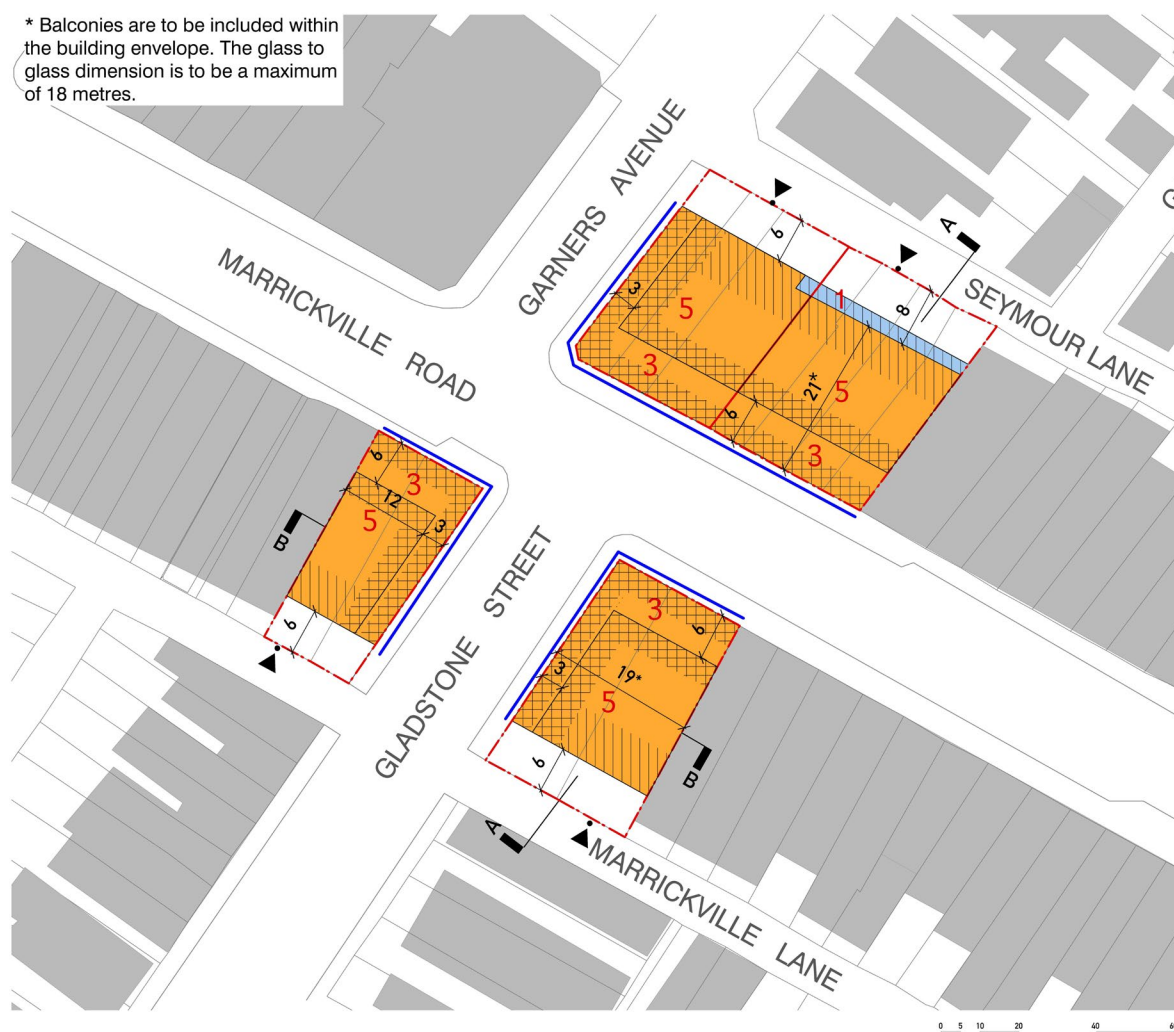 * Balconies are to be included within
the building envelope. The glass to
glass dimension is to be a maximum
of 18 metres.
GARNERS AVENUE
MARRICKVILLE ROAD
SEYMOUR LANE
G
A
6
1
8
3
5
3
21*
5
6
3
6
3
12
5
3
B
6
GLADSTONE STREET
3
6
3
19*
5
6
B
A
MARRICKVILLE LANE
0 5 10 20 40